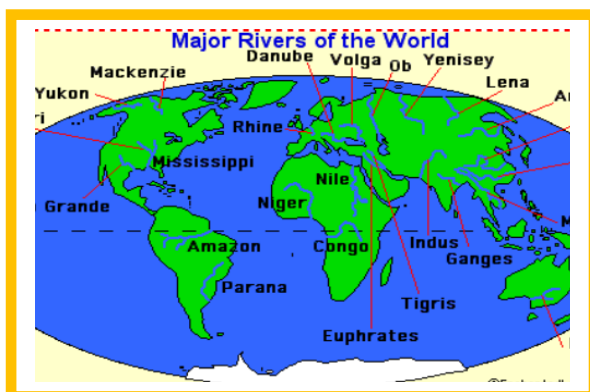 Major Rivers of the World
Danube
Volga
Ob
Yenisey
Mackenzie
Lena
Yukon
Rhine
Mississippi
Nile
Grande
Niger
Amazon
Congo
Indus
Ganges
Parana
Tigris
Euphrates